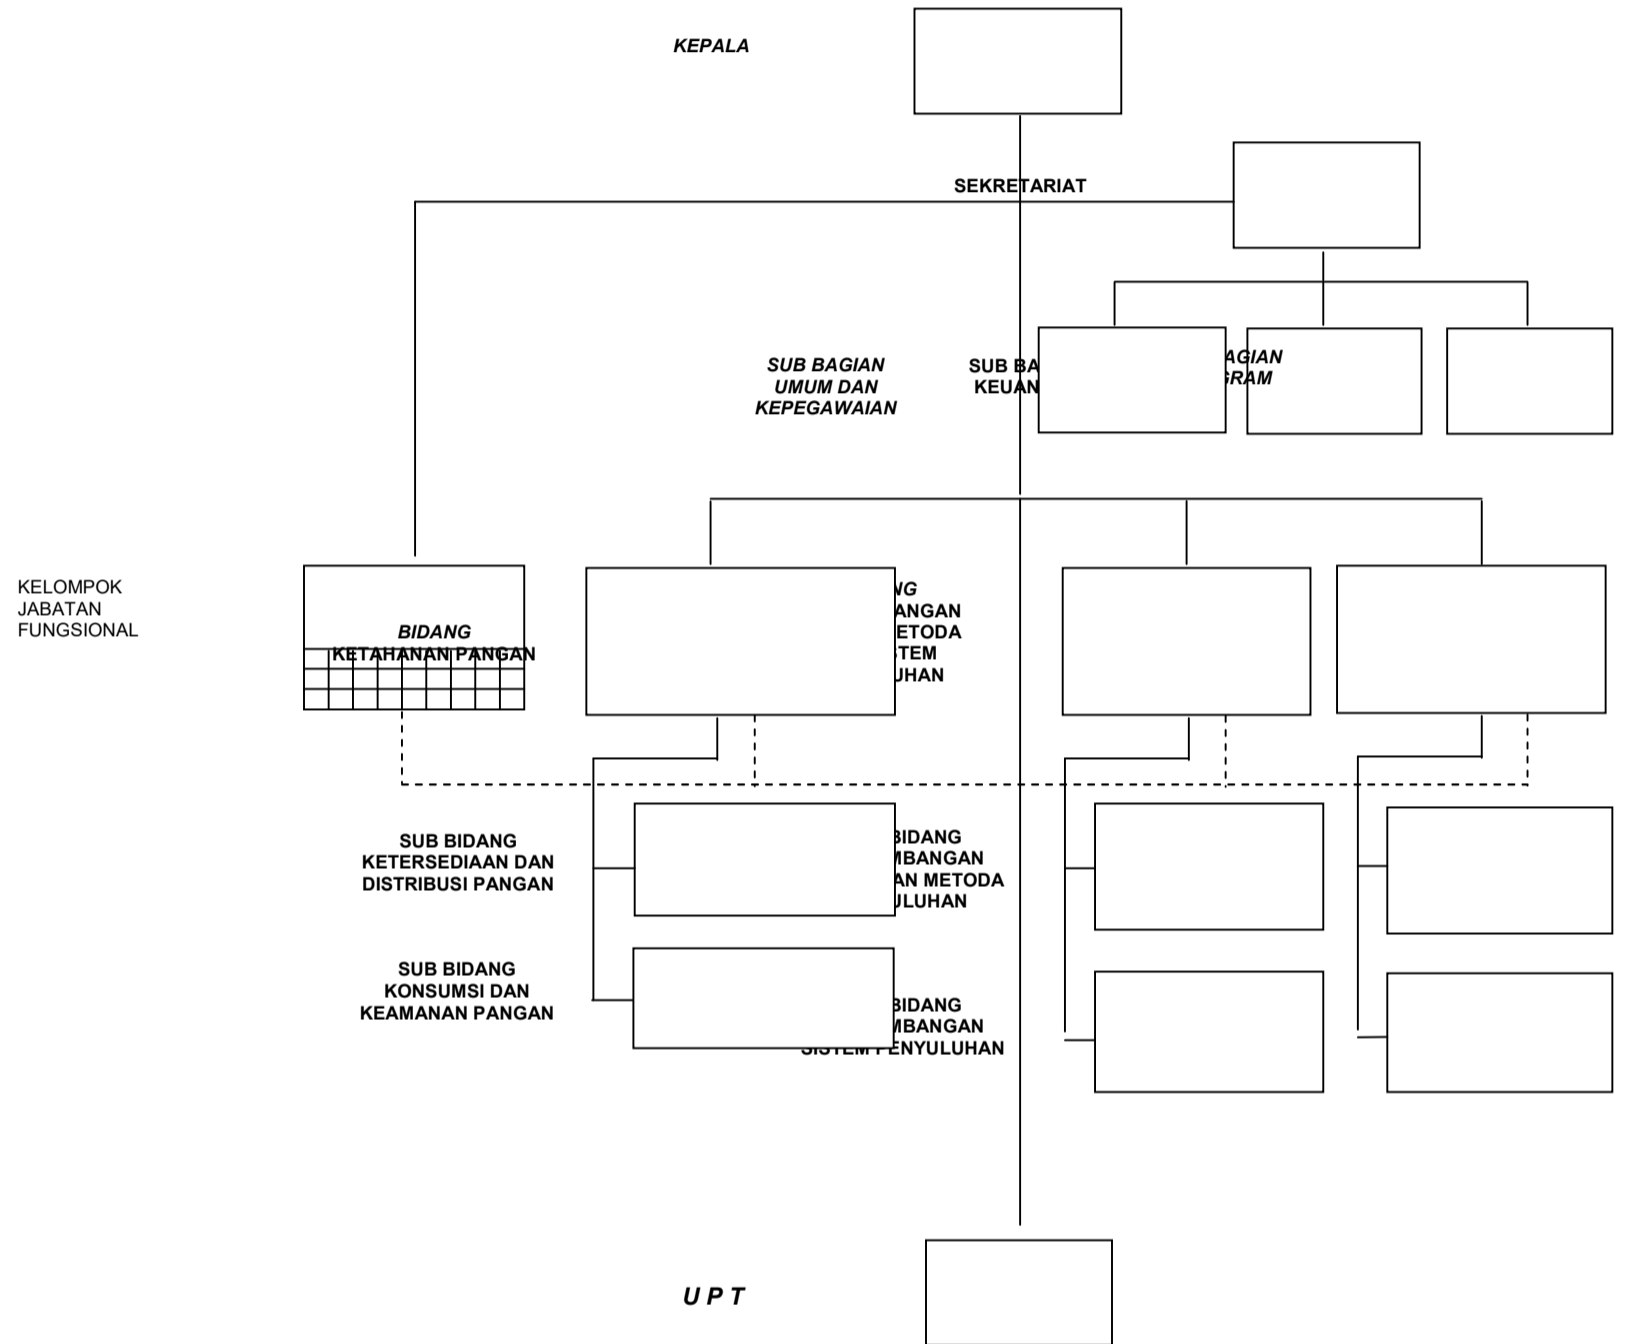 KEPALA
SEKRETARIAT
SUB BAGIAN
UMUM DAN
KEPEGAWAIAN
SUB BA
KEUAN
AGIAN
GRAM
KELOMPOK
JABATAN
FUNGSIONAL
BIDANG
KETAHANAN PANGAN
NG
ANGAN
ETODA
STEM
UHAN
SUB BIDANG
KETERSEDIAAN DAN
DISTRIBUSI PANGAN
BIDANG
MBANGAN
AN METODA
ULUHAN
SUB BIDANG
KONSUMSI DAN
KEAMANAN PANGAN
BIDANG
MBANGAN
SISTEM PENYULUHAN
U P T